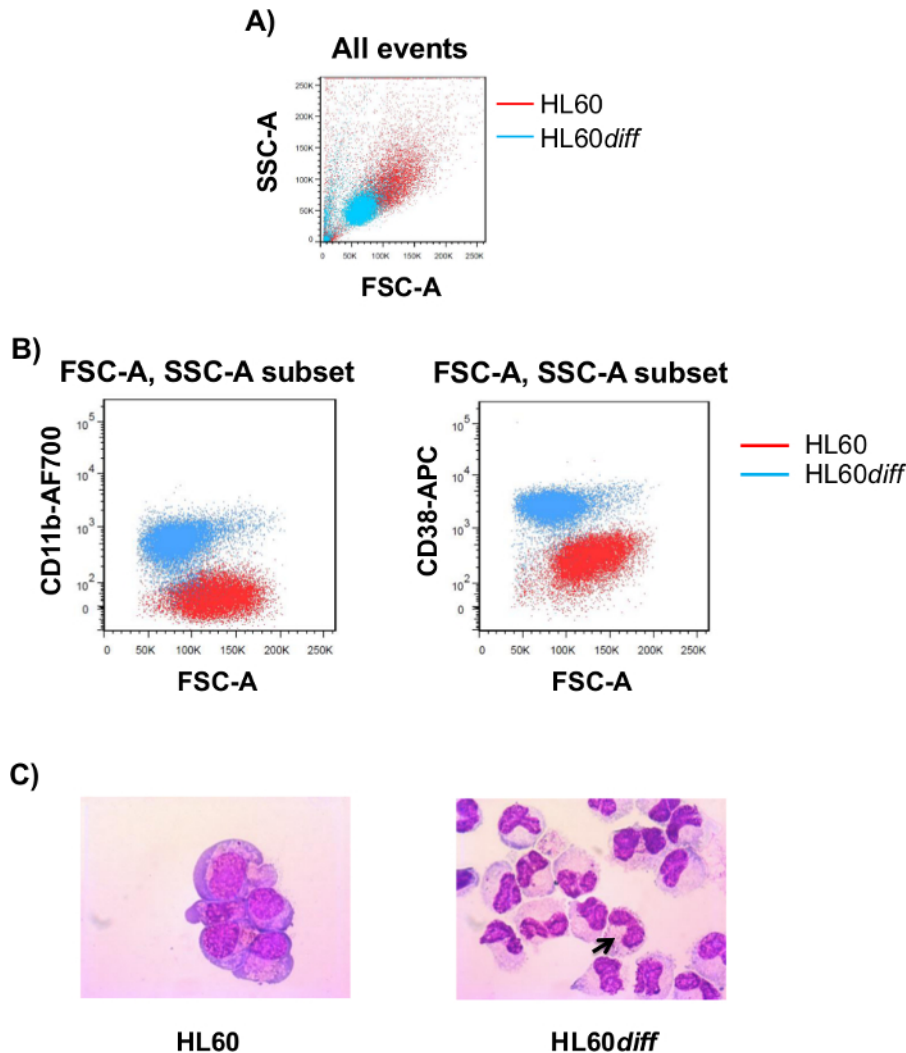 A)
All events
SSC-A
250K
200K
150K
100K
50K
0
0 50K 100K 150K 200K 250K
FSC-A
HL60
HL60diff
B)
FSC-A, SSC-A subset
CD11b-AF700
10^5
10^4
10^3
10^2
0
0 50K 100K 150K 200K 250K
FSC-A
FSC-A, SSC-A subset
CD38-APC
10^5
10^4
10^3
10^2
0
0 50K 100K 150K 200K 250K
FSC-A
HL60
HL60diff
C)
HL60
HL60diff